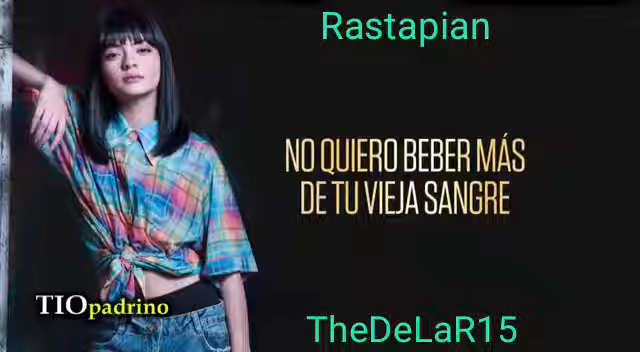 Rastapian
NO QUIERO BEBER MÁS
DE TU VIEJA SANGRE
TIOpadrino
TheDeLaR15